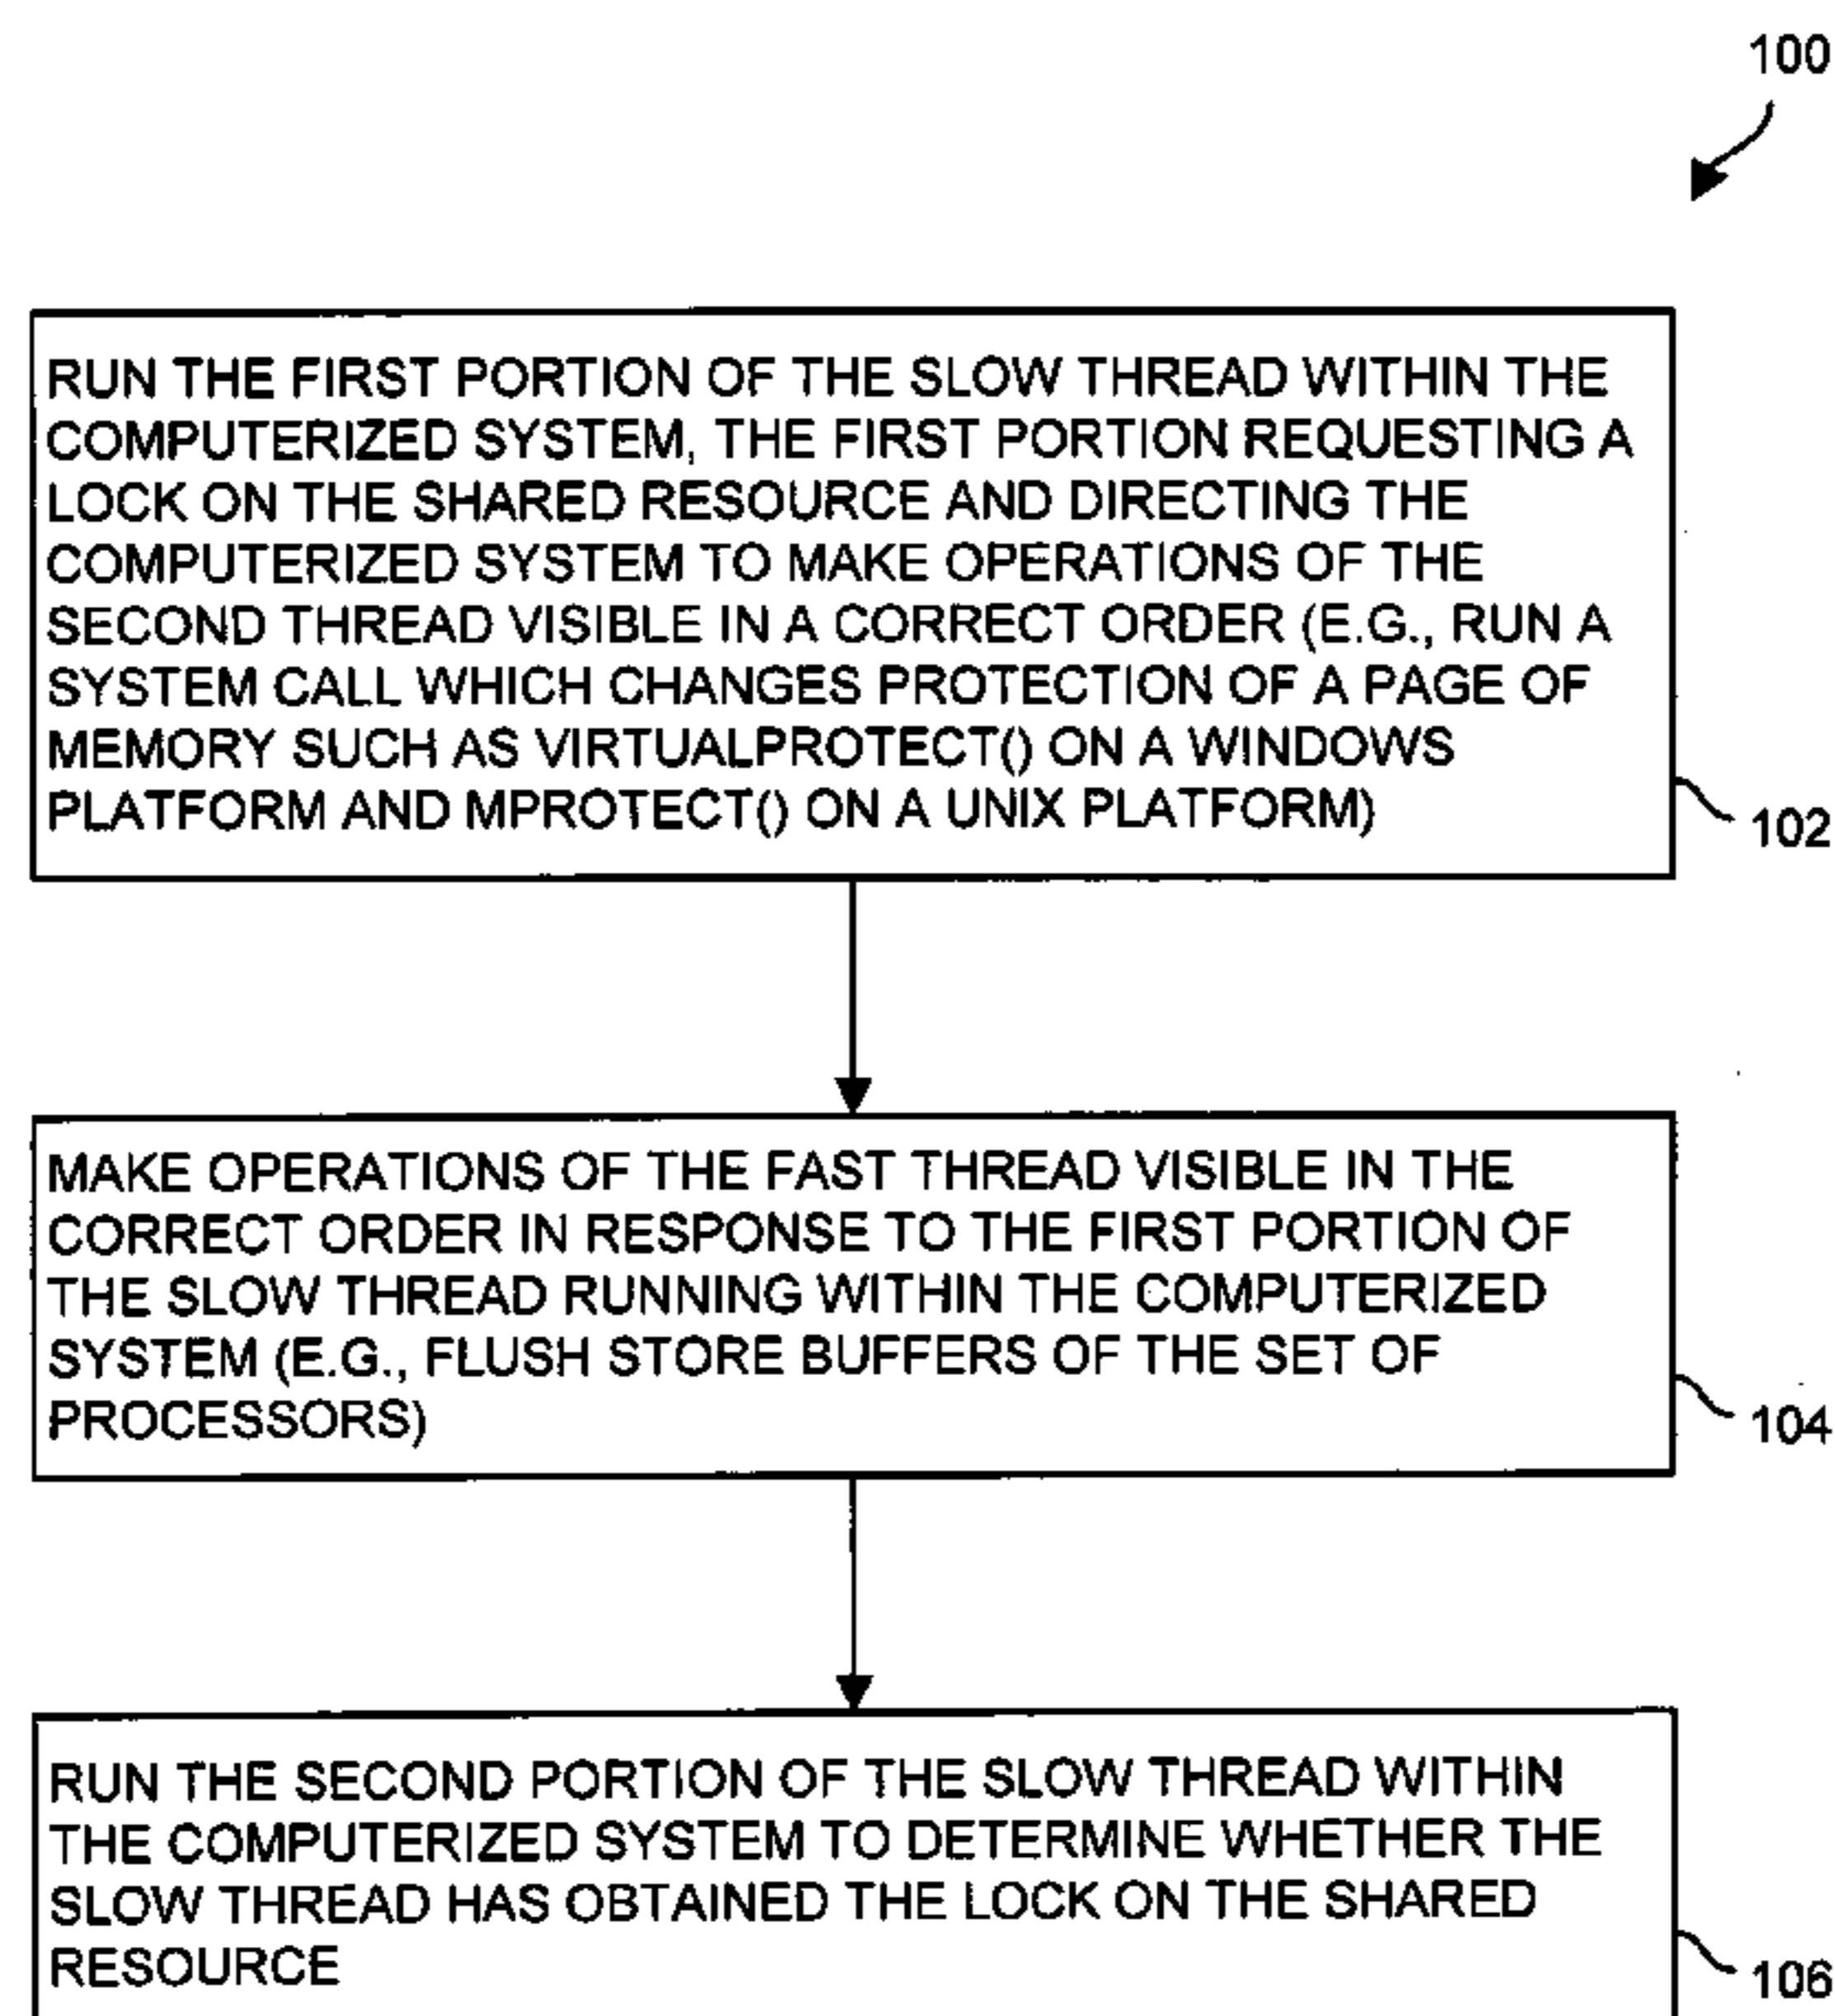 100
RUN THE FIRST PORTION OF THE SLOW THREAD WITHIN THE
COMPUTERIZED SYSTEM, THE FIRST PORTION REQUESTING A
LOCK ON THE SHARED RESOURCE AND DIRECTING THE
COMPUTERIZED SYSTEM TO MAKE OPERATIONS OF THE
SECOND THREAD VISIBLE IN A CORRECT ORDER (E.G., RUN A
SYSTEM CALL WHICH CHANGES PROTECTION OF A PAGE OF
MEMORY SUCH AS VIRTUALPROTECT() ON A WINDOWS
PLATFORM AND MPROTECT() ON A UNIX PLATFORM)
102
MAKE OPERATIONS OF THE FAST THREAD VISIBLE IN THE
CORRECT ORDER IN RESPONSE TO THE FIRST PORTION OF
THE SLOW THREAD RUNNING WITHIN THE COMPUTERIZED
SYSTEM (E.G., FLUSH STORE BUFFERS OF THE SET OF
PROCESSORS)
104
RUN THE SECOND PORTION OF THE SLOW THREAD WITHIN
THE COMPUTERIZED SYSTEM TO DETERMINE WHETHER THE
SLOW THREAD HAS OBTAINED THE LOCK ON THE SHARED
RESOURCE
106